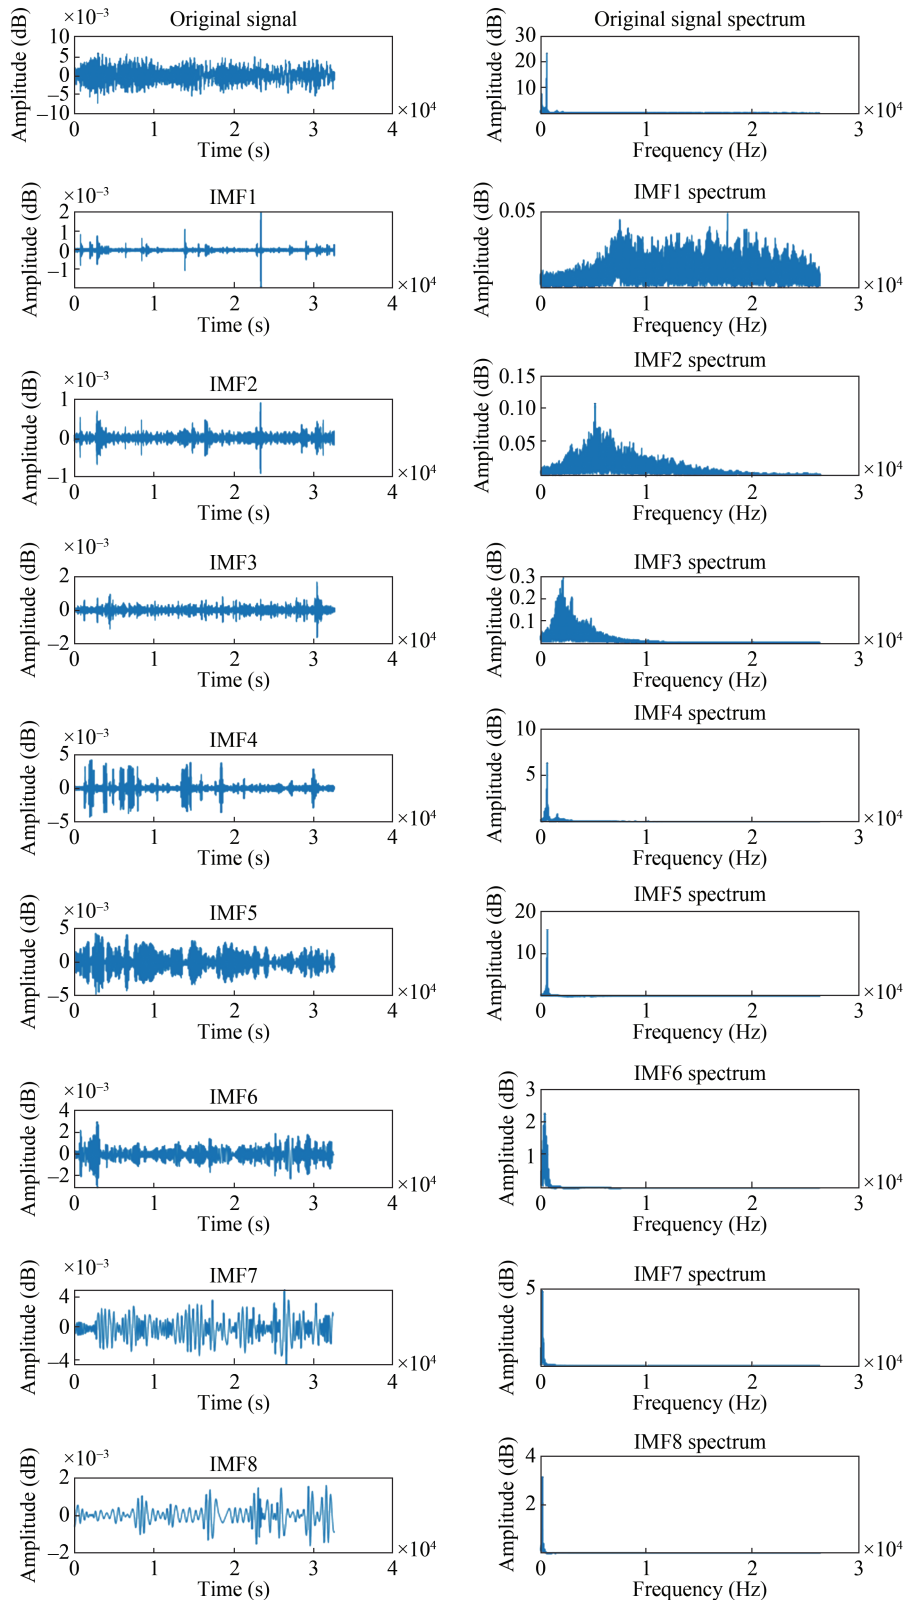 ×10⁻³ Original signal
Amplitude (dB)
10
5
0
–5
–10
0 1 2 3 4 ×10⁴
Time (s)
Original signal spectrum
Amplitude (dB)
30
20
10
0 1 2 3 ×10⁴
Frequency (Hz)
×10⁻³ IMF1
Amplitude (dB)
2
1
0
–1
0 1 2 3 4 ×10⁴
Time (s)
IMF1 spectrum
Amplitude (dB)
0.05
0 1 2 3 ×10⁴
Frequency (Hz)
×10⁻³ IMF2
Amplitude (dB)
1
0
–1
0 1 2 3 4 ×10⁴
Time (s)
IMF2 spectrum
Amplitude (dB)
0.15
0.10
0.05
0 1 2 3 ×10⁴
Frequency (Hz)
×10⁻³ IMF3
Amplitude (dB)
2
0
–2
0 1 2 3 4 ×10⁴
Time (s)
IMF3 spectrum
Amplitude (dB)
0.3
0.2
0.1
0 1 2 3 ×10⁴
Frequency (Hz)
×10⁻³ IMF4
Amplitude (dB)
5
0
–5
0 1 2 3 4 ×10⁴
Time (s)
IMF4 spectrum
Amplitude (dB)
10
5
0 1 2 3 ×10⁴
Frequency (Hz)
×10⁻³ IMF5
Amplitude (dB)
5
0
–5
0 1 2 3 4 ×10⁴
Time (s)
IMF5 spectrum
Amplitude (dB)
20
10
0 1 2 3 ×10⁴
Frequency (Hz)
×10⁻³ IMF6
Amplitude (dB)
4
2
0
–2
0 1 2 3 4 ×10⁴
Time (s)
IMF6 spectrum
Amplitude (dB)
3
2
1
0 1 2 3 ×10⁴
Frequency (Hz)
×10⁻³ IMF7
Amplitude (dB)
4
0
–4
0 1 2 3 4 ×10⁴
Time (s)
IMF7 spectrum
Amplitude (dB)
5
0 1 2 3 ×10⁴
Frequency (Hz)
×10⁻³ IMF8
Amplitude (dB)
2
0
–2
0 1 2 3 4 ×10⁴
Time (s)
IMF8 spectrum
Amplitude (dB)
4
2
0 1 2 3 ×10⁴
Frequency (Hz)